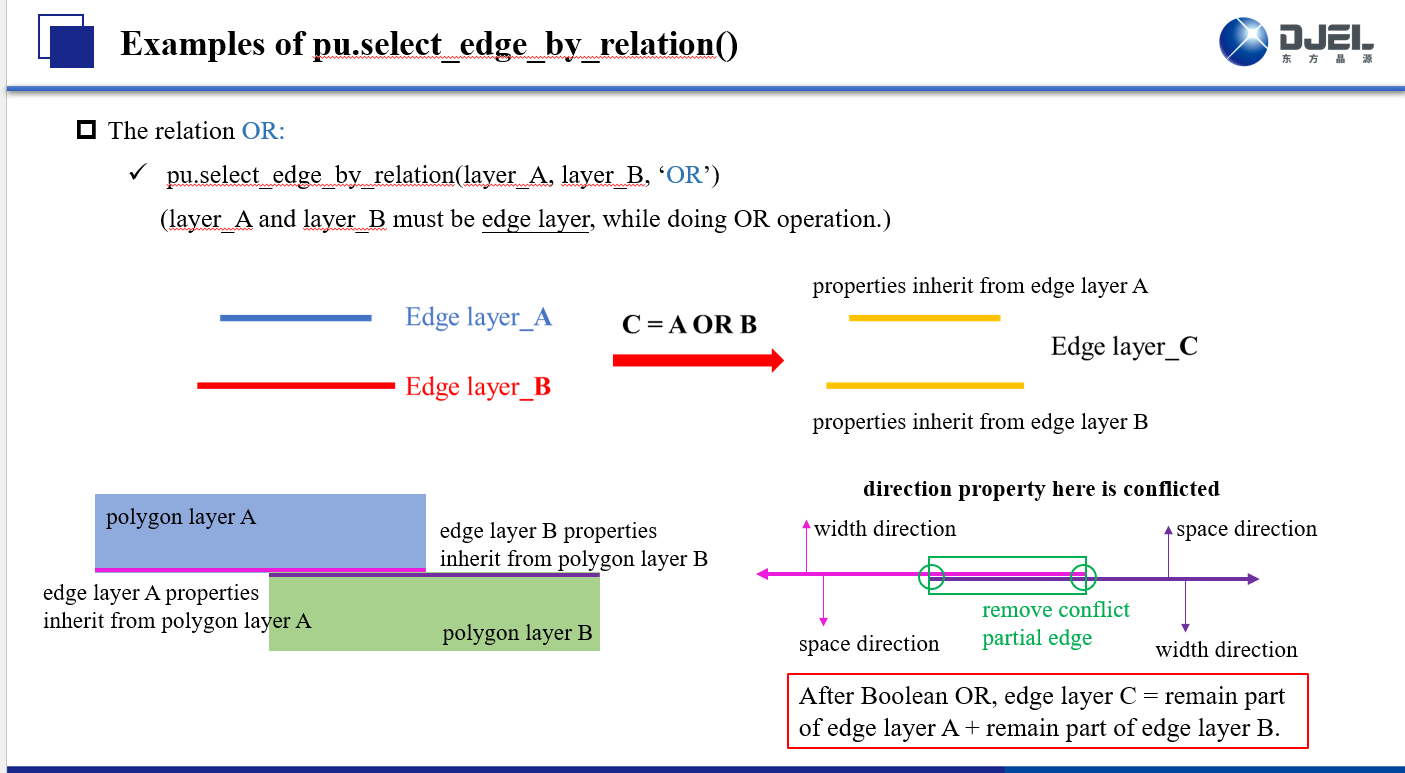 Examples of pu.select_edge_by_relation()
DJEL
东方晶源
The relation OR:
pu.select_edge_by_relation(layer_A, layer_B, ‘OR’)
(layer_A and layer_B must be edge layer, while doing OR operation.)
Edge layer_A
Edge layer_B
C = A OR B
properties inherit from edge layer A
Edge layer_C
properties inherit from edge layer B
polygon layer A
edge layer B properties
inherit from polygon layer B
edge layer A properties
inherit from polygon layer A
polygon layer B
direction property here is conflicted
width direction
space direction
remove conflict
partial edge
space direction
width direction
After Boolean OR, edge layer C = remain part
of edge layer A + remain part of edge layer B.